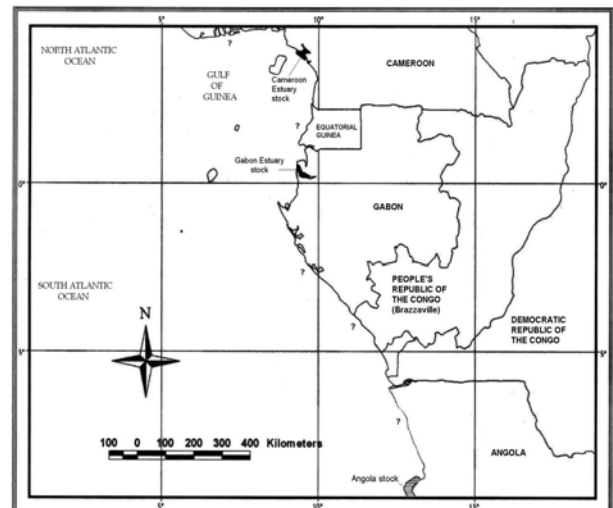 5°
10°
15°
NORTH ATLANTIC
OCEAN
?
CAMEROON
GULF
OF
GUINEA
Cameroon
Estuary
stock
?
EQUATORIAL
GUINEA
Gabon Estuary
stock
0°
0°
GABON
?
SOUTH ATLANTIC
OCEAN
PEOPLE'S
REPUBLIC OF
THE CONGO
(Brazzaville)
?
N
DEMOCRATIC
REPUBLIC OF
THE CONGO
5°
5°
?
100 0 100 200 300 400 Kilometers
ANGOLA
Angola stock
5°
10°
15°